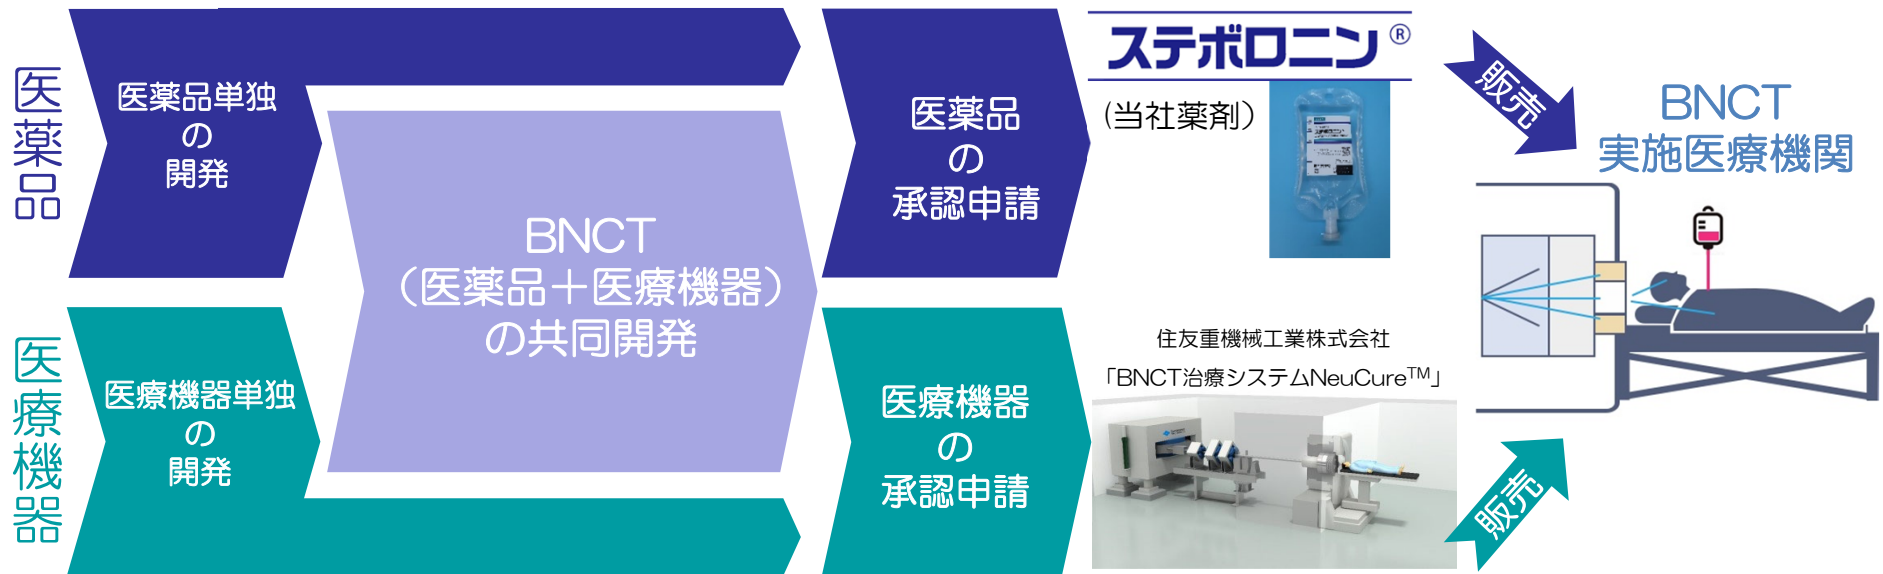 医薬品
医薬品単独
の
開発
医療機器
医療機器単独
の
開発
BNCT
（医薬品＋医療機器）
の共同開発
医薬品
の
承認申請
医療機器
の
承認申請
ステボロニン®
(当社薬剤）
住友重機械工業株式会社
「BNCT治療システムNeuCure™」
販売
販売
BNCT
実施医療機関